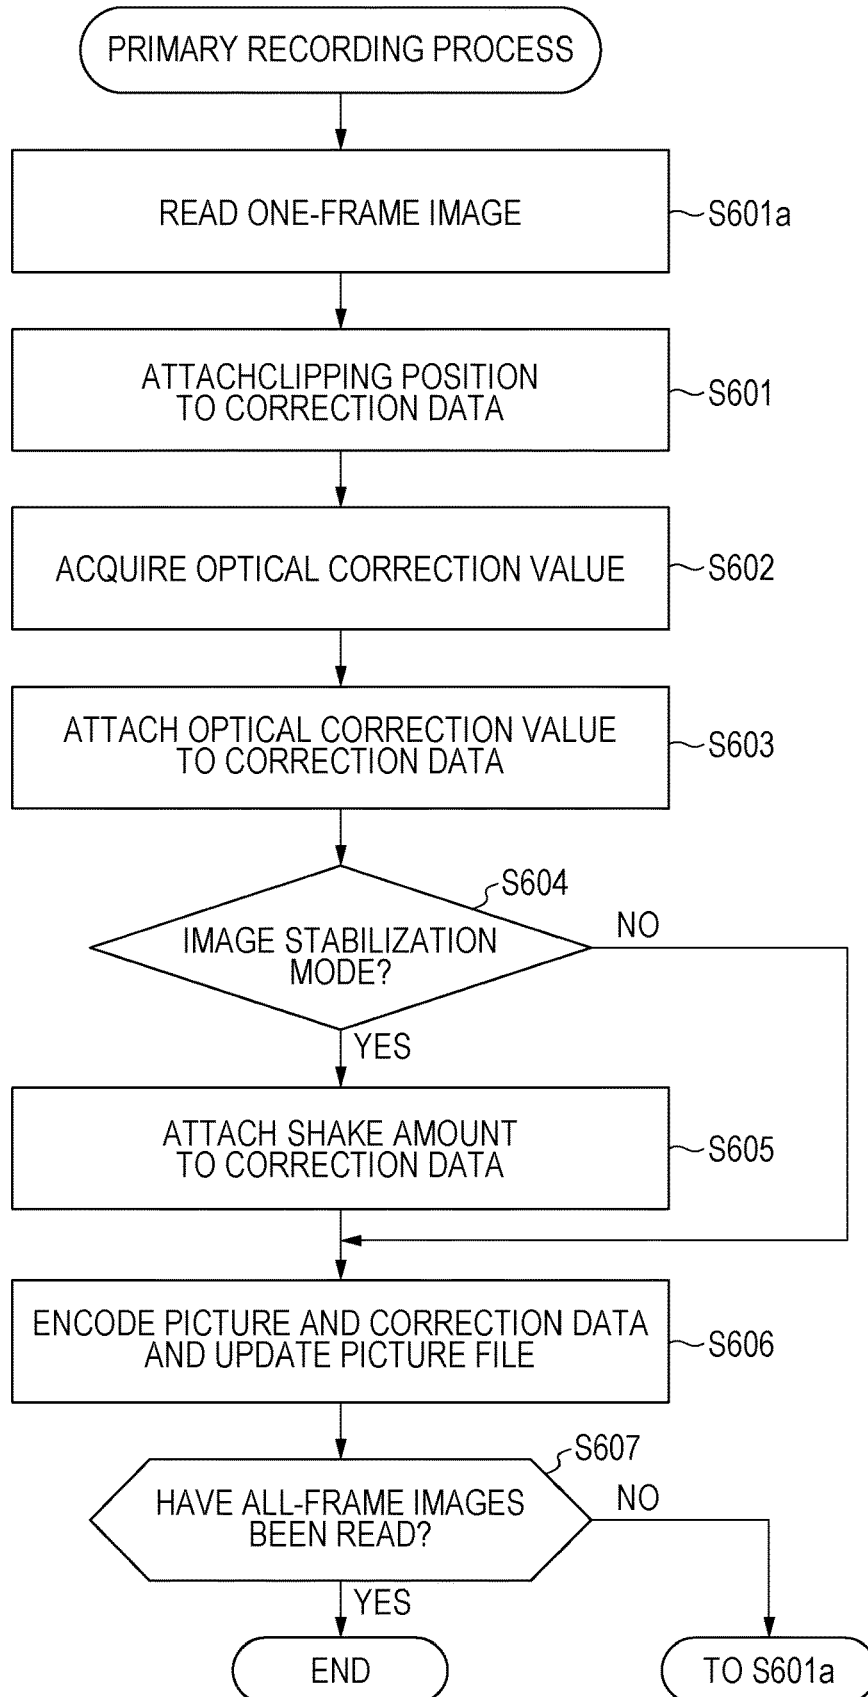 PRIMARY RECORDING PROCESS
READ ONE-FRAME IMAGE
S601a
ATTACHCLIPPING POSITION
TO CORRECTION DATA
S601
ACQUIRE OPTICAL CORRECTION VALUE
S602
ATTACH OPTICAL CORRECTION VALUE
TO CORRECTION DATA
S603
S604
IMAGE STABILIZATION
MODE?
NO
YES
ATTACH SHAKE AMOUNT
TO CORRECTION DATA
S605
ENCODE PICTURE AND CORRECTION DATA
AND UPDATE PICTURE FILE
S606
S607
HAVE ALL-FRAME IMAGES
BEEN READ?
NO
YES
END
TO S601a